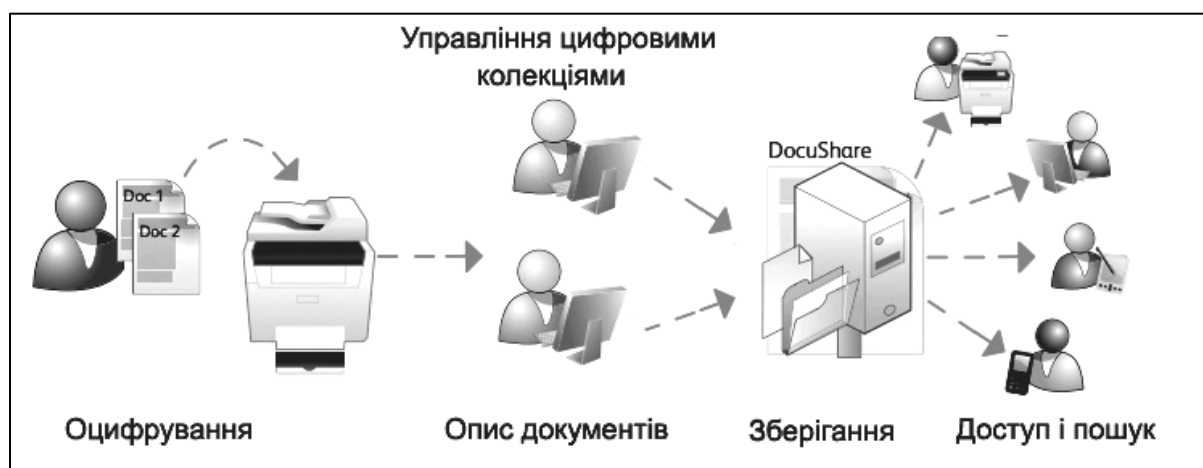 Управління цифровими
колекціями
DocuShare
Doc 1
Doc 2
Оцифрування
Опис документів
Зберігання
Доступ і пошук